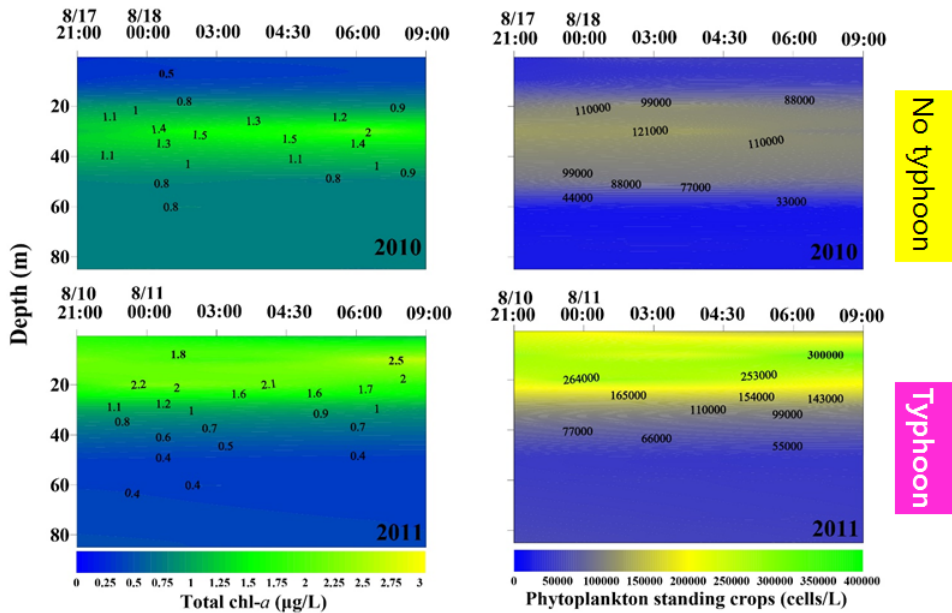 8/17 8/18
21:00 00:00 03:00 04:30 06:00 09:00
0.5
0.8 0.9
1 1.2
1.1 1.3
1.4 2
1.5
1.3 1.5 1.4
1.1 1.1
1 1
0.9
0.8 0.8
0.8
20
40
60
80
2010
8/17 8/18
21:00 00:00 03:00 04:30 06:00 09:00
110000 99000 88000
121000 110000
99000
88000 77000
44000 33000
2010
No typhoon
Depth (m)
8/10 8/11
21:00 00:00 03:00 04:30 06:00 09:00
1.8
2.5
2.2 2 2.1 2
1.6 1.6 1.7
1.1 1.2 1 0.9 1
0.8 0.7 0.7
0.6 0.5
0.4 0.4
0.4 0.4
20
40
60
80
2011
0 0,25 0,5 0,75 1 1,25 1,5 1,75 2 2,25 2,5 2,75 3
Total chl-a (µg/L)
8/10 8/11
21:00 00:00 03:00 04:30 06:00 09:00
300000
264000 253000
165000 154000 143000
110000 99000
77000 66000 55000
2011
0 50000 100000 150000 200000 250000 300000 350000 400000
Phytoplankton standing crops (cells/L)
Typhoon